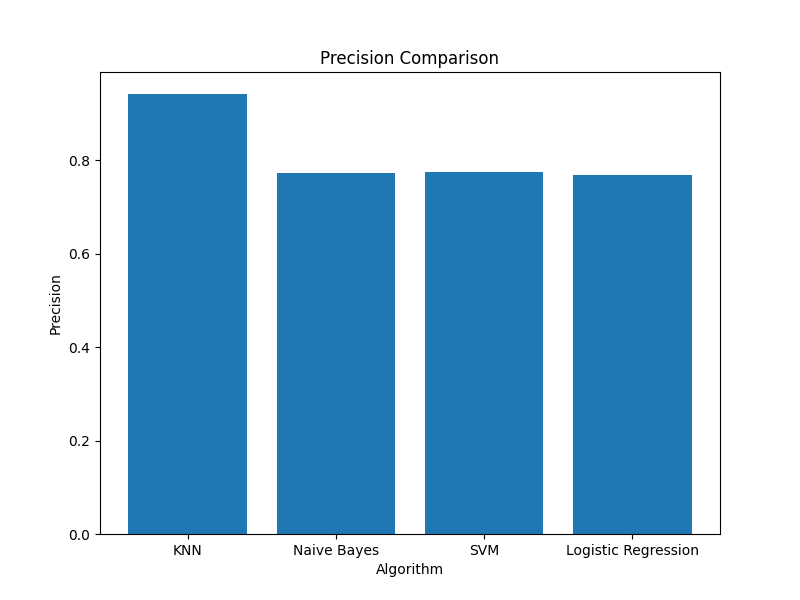 Precision Comparison
0.8
0.6
0.4
0.2
0.0
Precision
KNN Naive Bayes SVM Logistic Regression
Algorithm